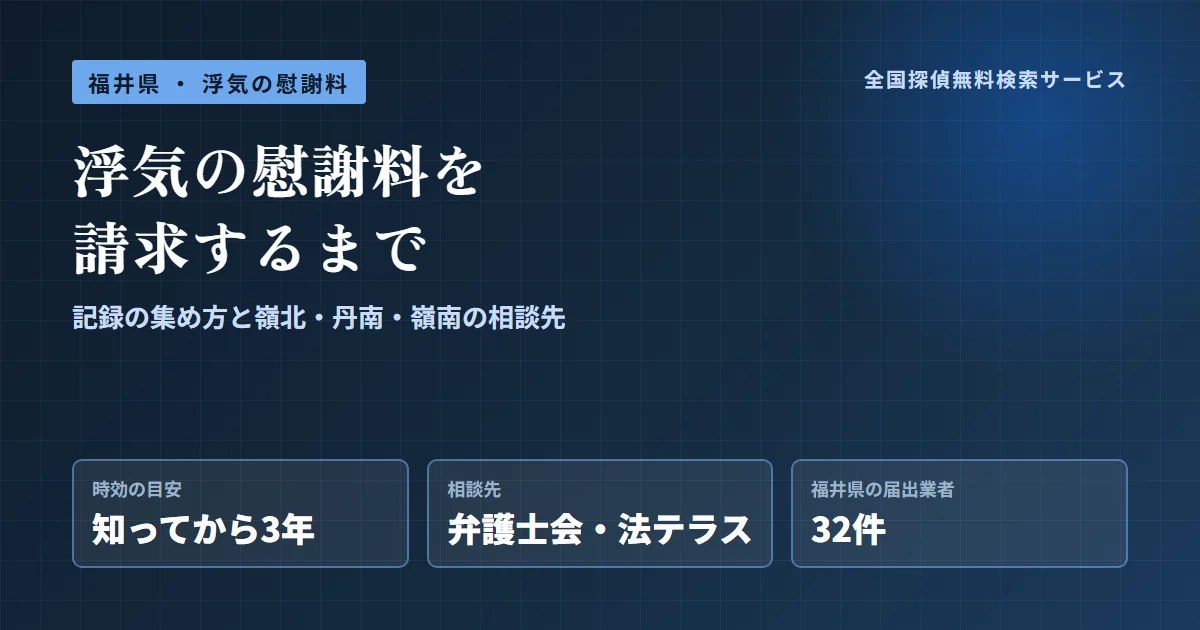 福井県 ・ 浮気の慰謝料
全国探偵無料検索サービス
浮気の慰謝料を
請求するまで
記録の集め方と嶺北・丹南・嶺南の相談先
時効の目安
知ってから3年
相談先
弁護士会・法テラス
福井県の届出業者
32件